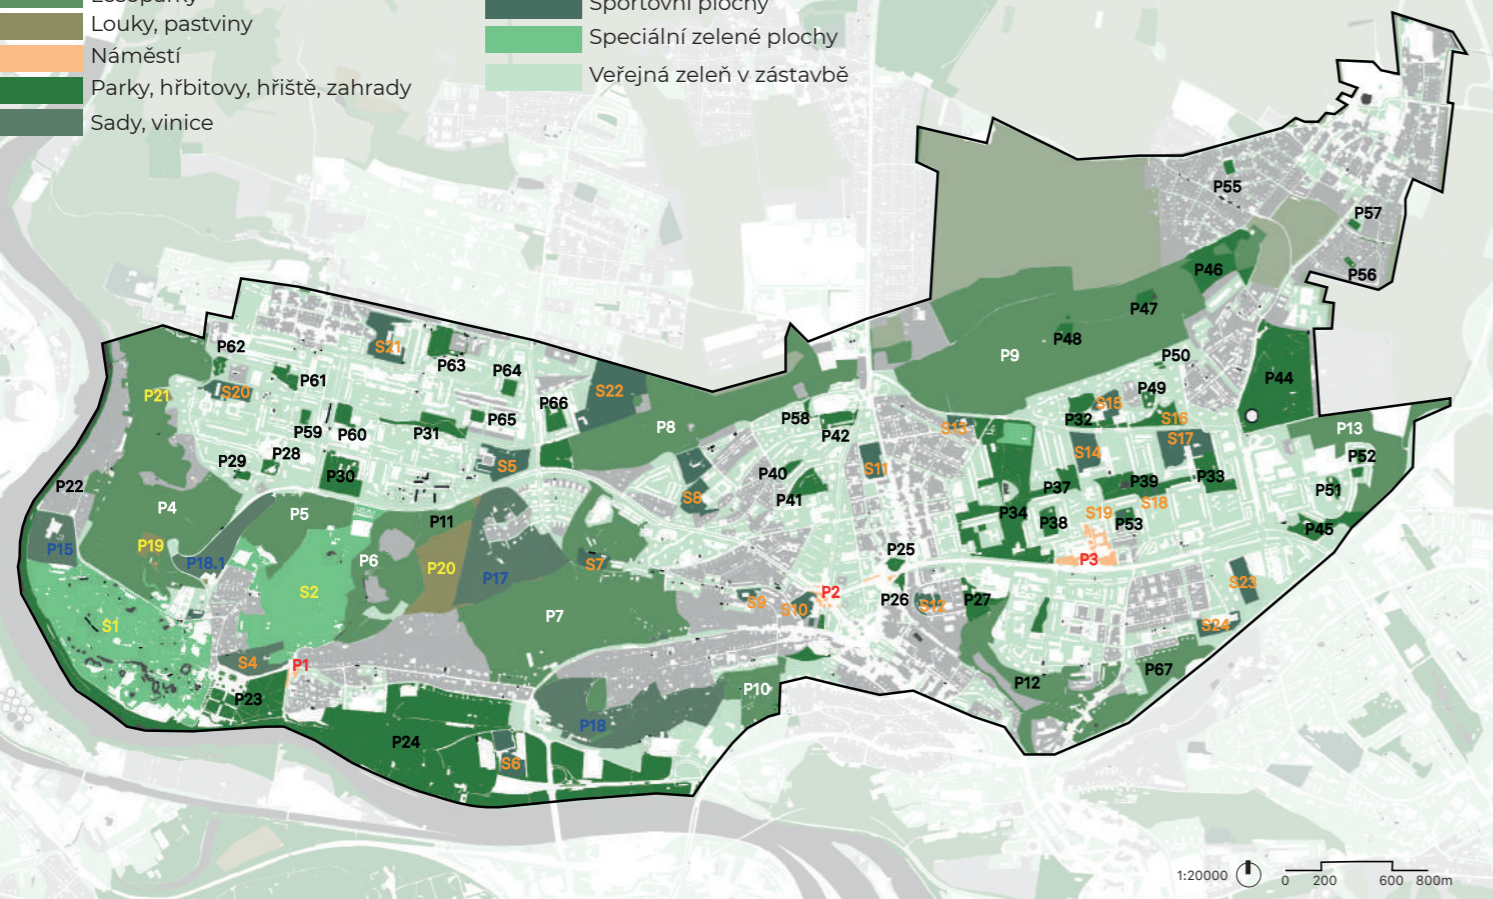 Lesoparky
Sportovní plochy
Louky, pastviny
Speciální zelené plochy
Náměstí
Veřejná zeleň v zástavbě
Parky, hřbitovy, hřiště, zahrady
Sady, vinice
P55
P57
P56
P46
P47
P48
P9
P50
P44
P49
P32
S15
S16
S17
S14
S13
P13
P52
P51
P45
P62
S21
P63
P64
P61
S20
P21
P66
S22
P65
P59
P60
P31
P8
P58
P42
P28
P29
P30
S5
S8
P40
P41
S11
P37
P39
P33
P34
P38
S19
P53
S18
P3
P22
P4
P5
P11
P15
P19
P18.1
P6
P20
P17
S7
P7
P25
P2
P26
S12
P27
S9
S10
S2
S1
S23
S24
P67
P12
S4
P1
P23
P10
P18
P24
S6
1:20000
0 200 600 800m